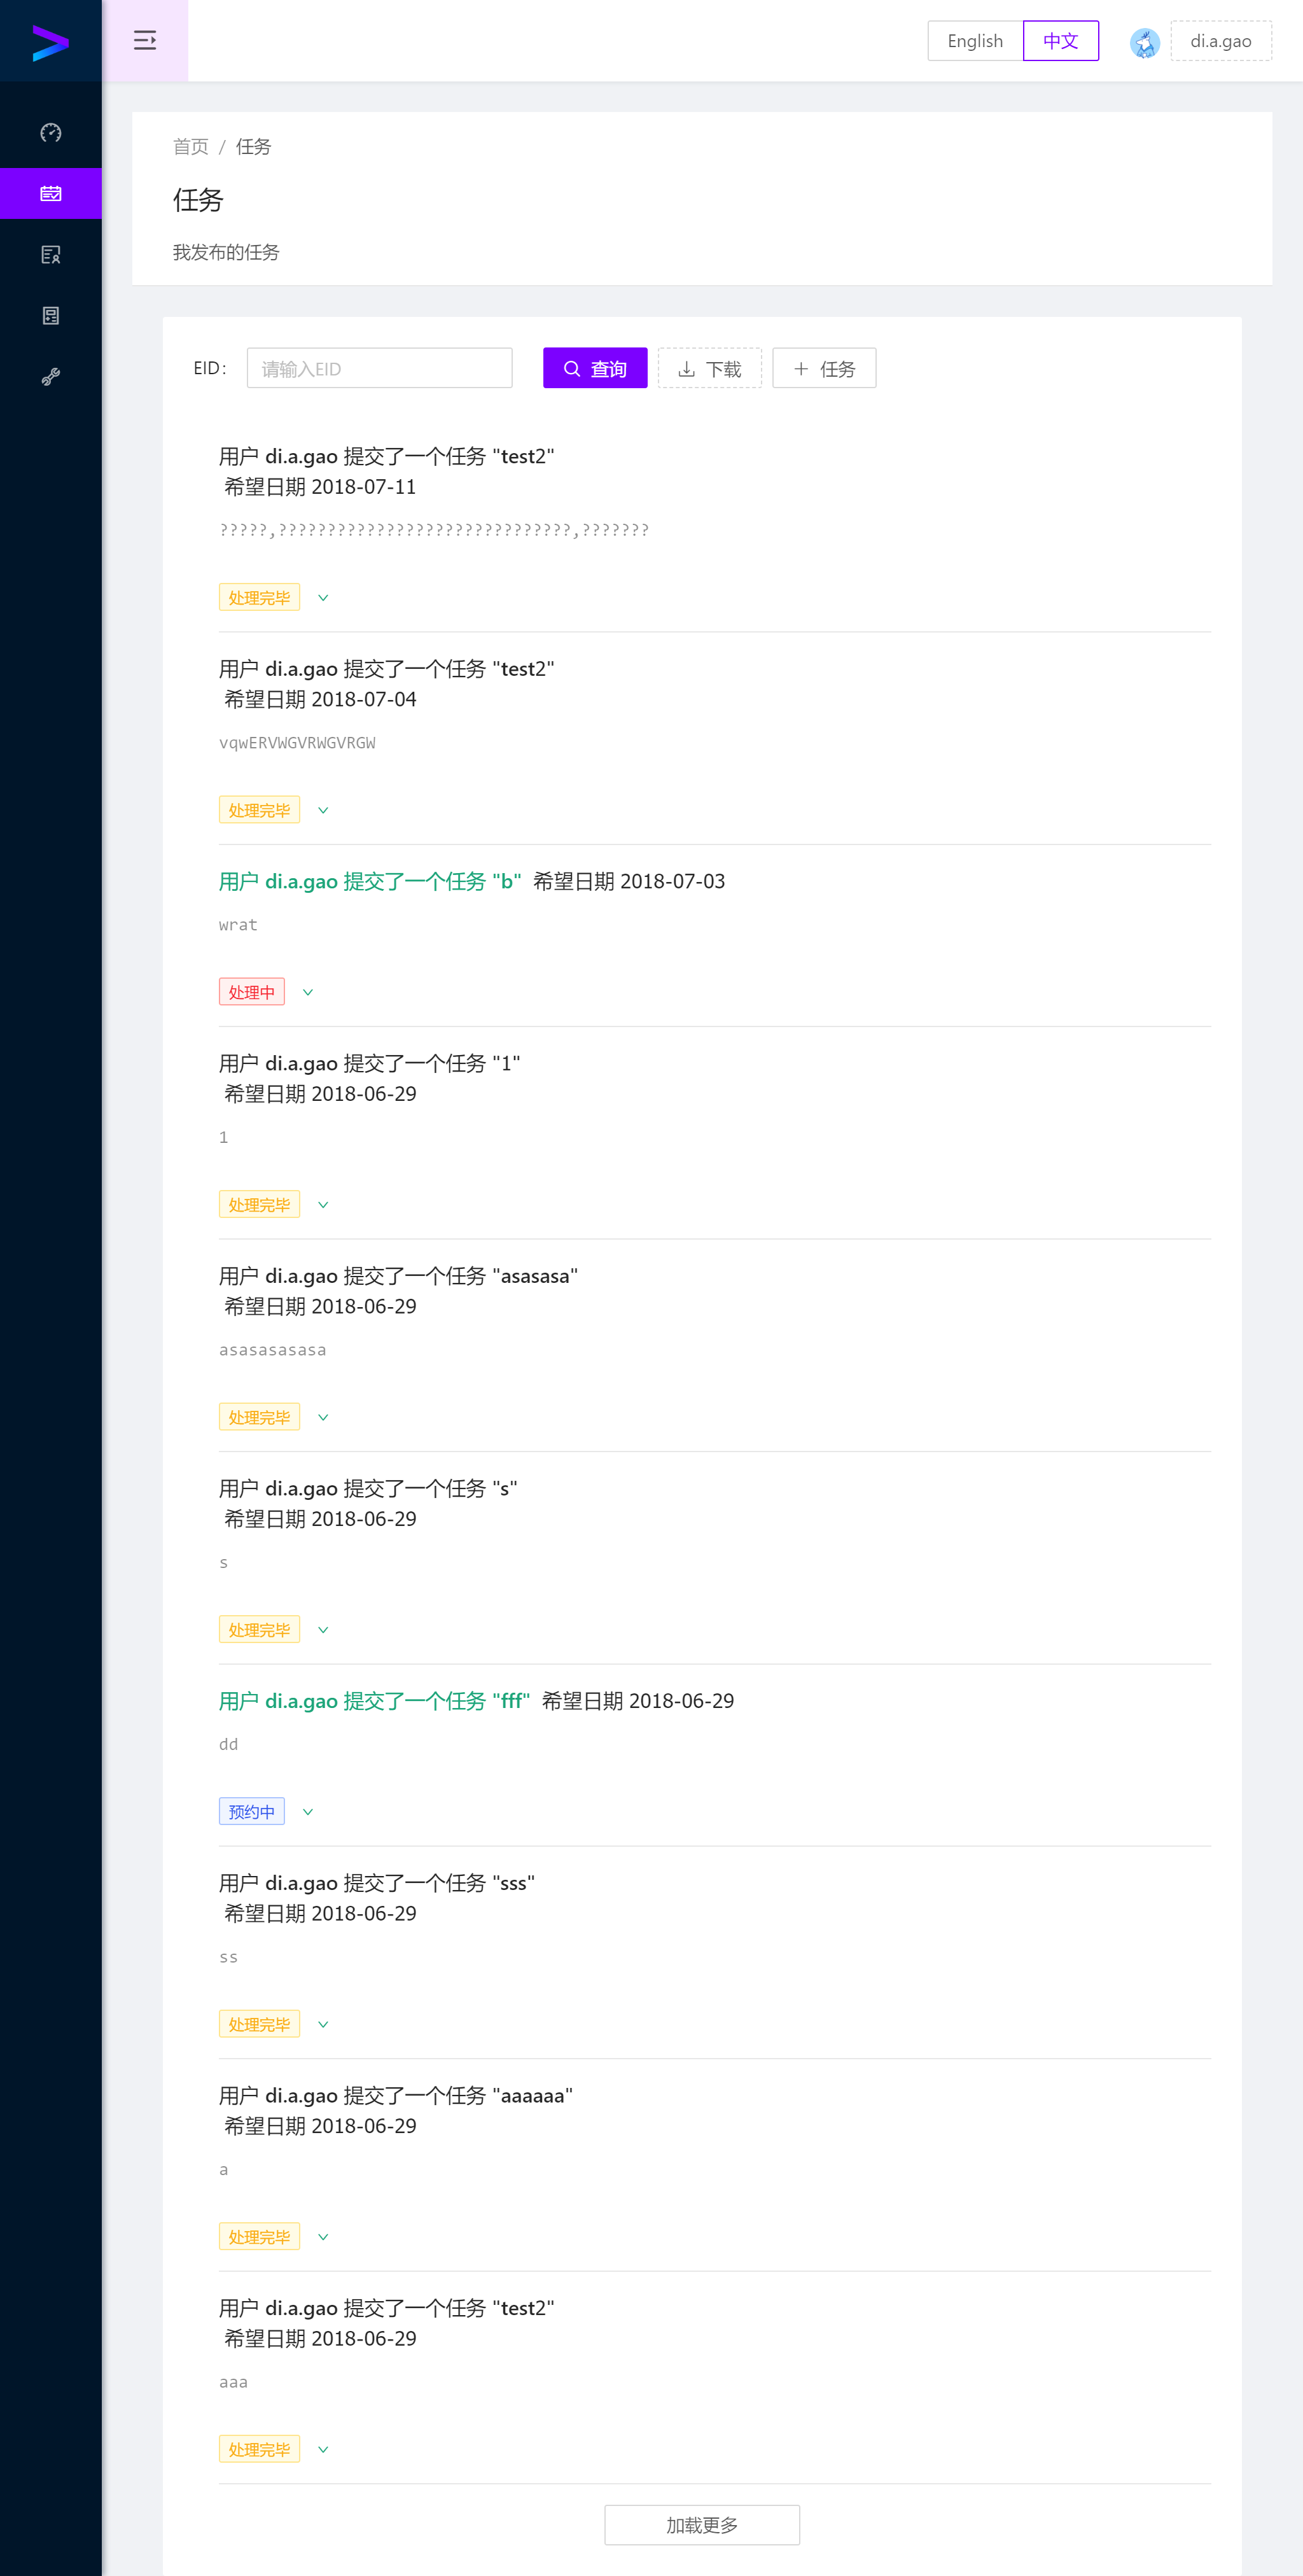 English 中文 di.a.gao
首页 / 任务
任务
我发布的任务
EID: 请输入EID 查询 下载 任务
用户 di.a.gao 提交了一个任务 "test2"
希望日期 2018-07-11
?????,??????????????????????????????,???????
处理完毕
用户 di.a.gao 提交了一个任务 "test2"
希望日期 2018-07-04
vqwERVWGVRWGVRGW
处理完毕
用户 di.a.gao 提交了一个任务 "b" 希望日期 2018-07-03
wrat
处理中
用户 di.a.gao 提交了一个任务 "1"
希望日期 2018-06-29
1
处理完毕
用户 di.a.gao 提交了一个任务 "asasasa"
希望日期 2018-06-29
asasasasasa
处理完毕
用户 di.a.gao 提交了一个任务 "s"
希望日期 2018-06-29
s
处理完毕
用户 di.a.gao 提交了一个任务 "fff" 希望日期 2018-06-29
dd
预约中
用户 di.a.gao 提交了一个任务 "sss"
希望日期 2018-06-29
ss
处理完毕
用户 di.a.gao 提交了一个任务 "aaaaaa"
希望日期 2018-06-29
a
处理完毕
用户 di.a.gao 提交了一个任务 "test2"
希望日期 2018-06-29
aaa
处理完毕
加载更多